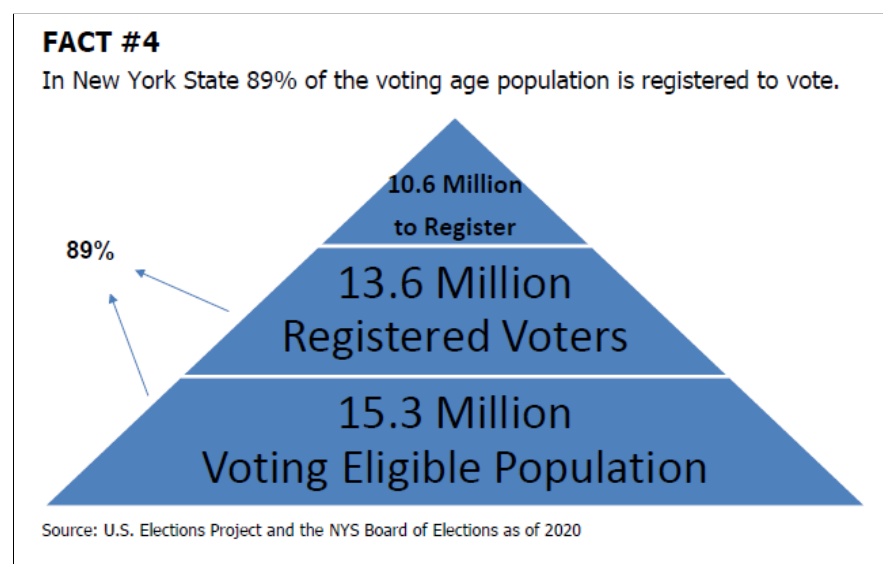 FACT #4
In New York State 89% of the voting age population is registered to vote.
10.6 Million
to Register
89%
13.6 Million
Registered Voters
15.3 Million
Voting Eligible Population
Source: U.S. Elections Project and the NYS Board of Elections as of 2020